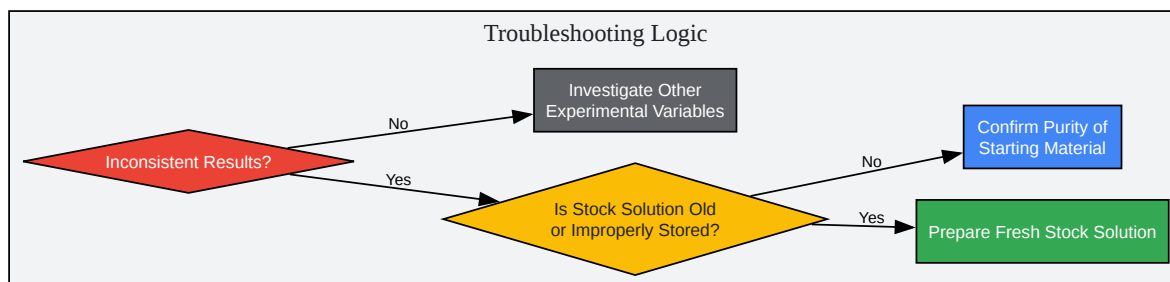 Troubleshooting Logic
Inconsistent Results?
No
Yes
Investigate Other
Experimental Variables
Is Stock Solution Old
or Improperly Stored?
No
Yes
Confirm Purity of
Starting Material
Prepare Fresh Stock Solution